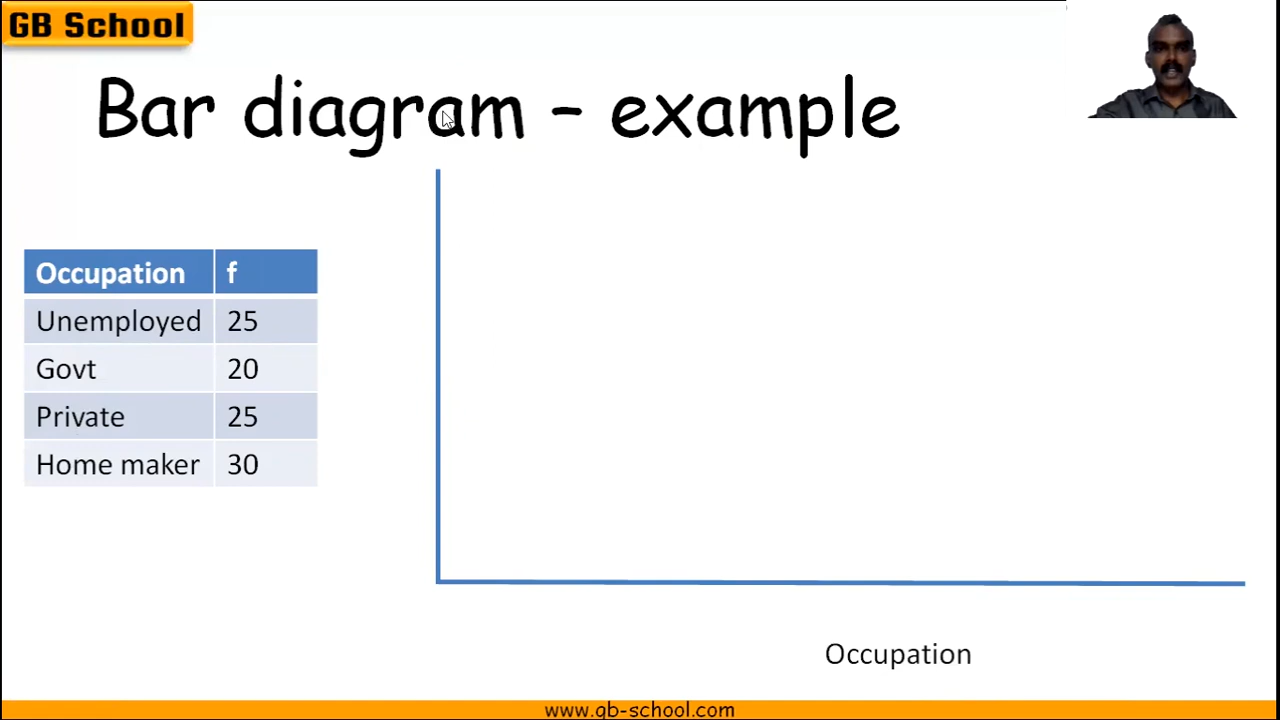 GB School
Bar diagram – example
Occupation f
Unemployed 25
Govt 20
Private 25
Home maker 30
Occupation
www.gb-school.com